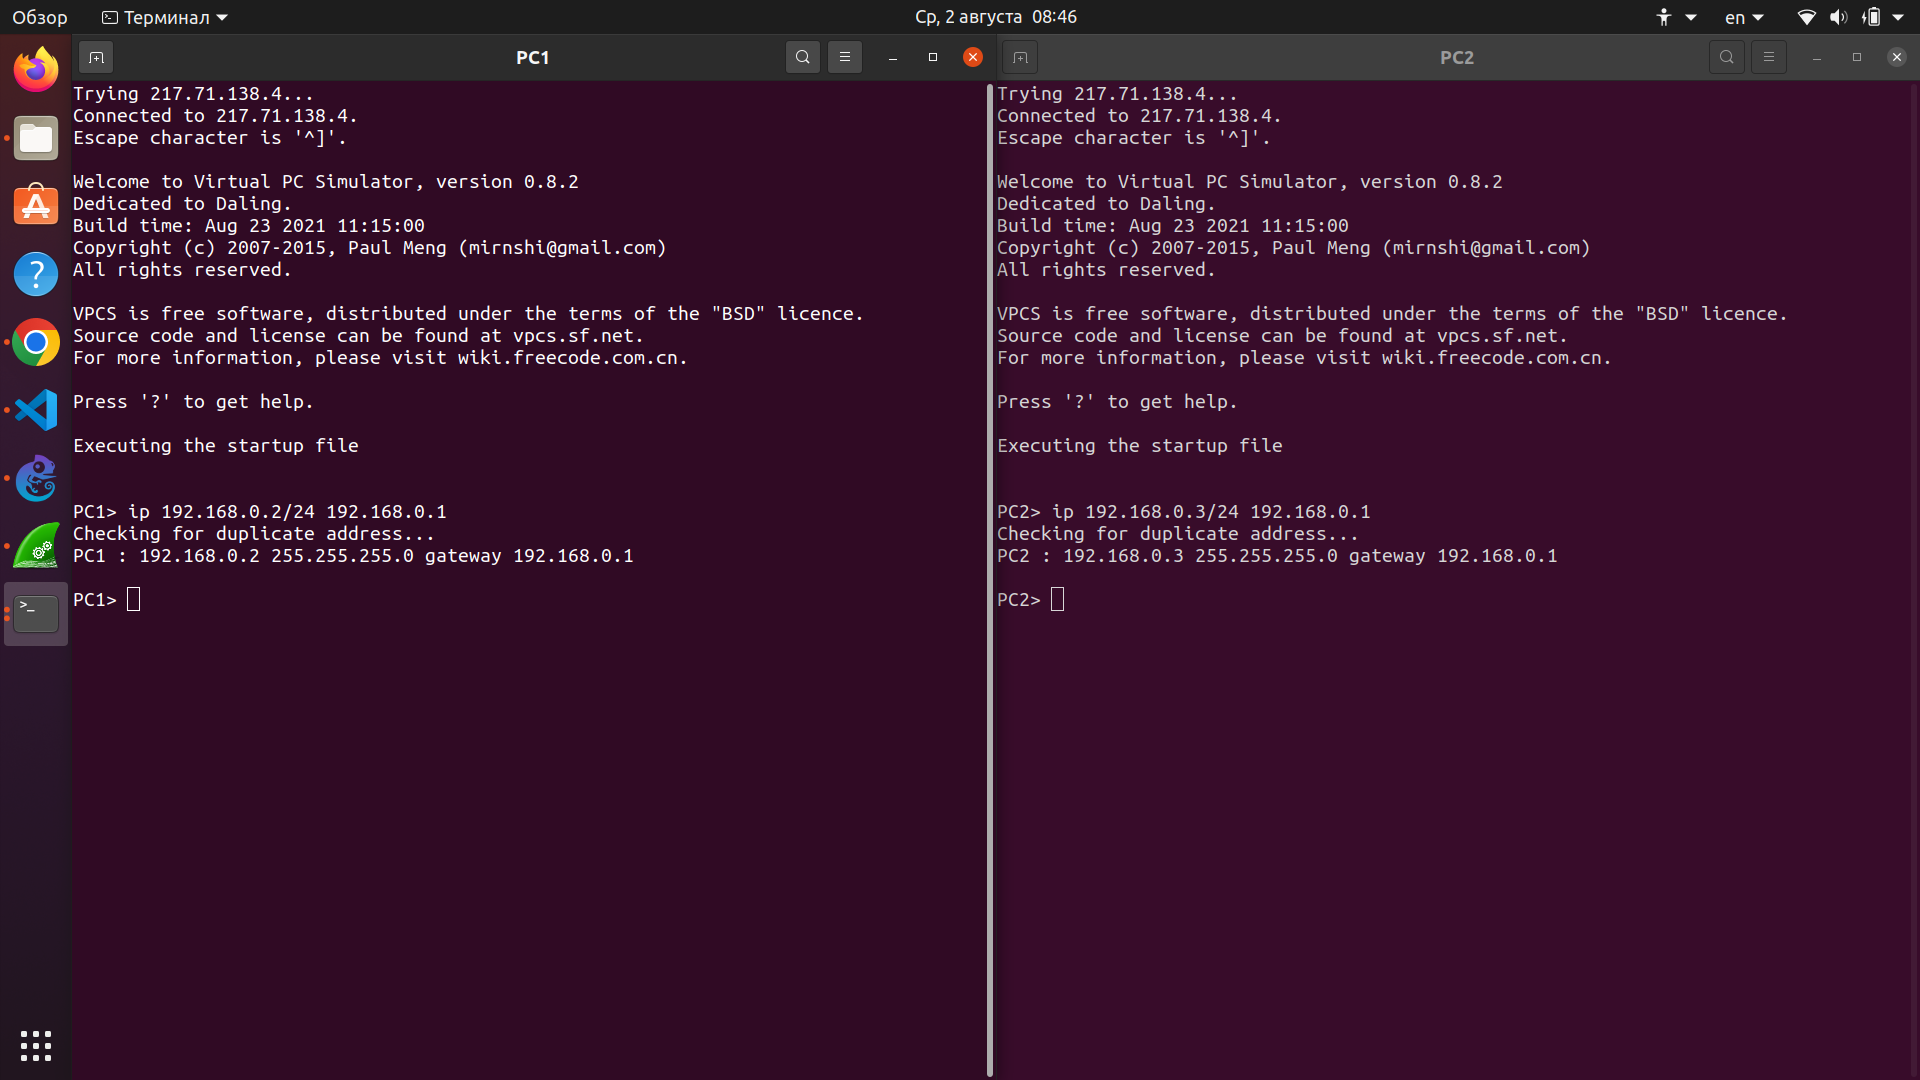 Обзор Терминал Ср, 2 августа 08:46 en
PC1
Trying 217.71.138.4...
Connected to 217.71.138.4.
Escape character is '^]'.
Welcome to Virtual PC Simulator, version 0.8.2
Dedicated to Daling.
Build time: Aug 23 2021 11:15:00
Copyright (c) 2007-2015, Paul Meng (mirnshi@gmail.com)
All rights reserved.
VPCS is free software, distributed under the terms of the "BSD" licence.
Source code and license can be found at vpcs.sf.net.
For more information, please visit wiki.freecode.com.cn.
Press '?' to get help.
Executing the startup file
PC1> ip 192.168.0.2/24 192.168.0.1
Checking for duplicate address...
PC1 : 192.168.0.2 255.255.255.0 gateway 192.168.0.1
PC1>
PC2
Trying 217.71.138.4...
Connected to 217.71.138.4.
Escape character is '^]'.
Welcome to Virtual PC Simulator, version 0.8.2
Dedicated to Daling.
Build time: Aug 23 2021 11:15:00
Copyright (c) 2007-2015, Paul Meng (mirnshi@gmail.com)
All rights reserved.
VPCS is free software, distributed under the terms of the "BSD" licence.
Source code and license can be found at vpcs.sf.net.
For more information, please visit wiki.freecode.com.cn.
Press '?' to get help.
Executing the startup file
PC2> ip 192.168.0.3/24 192.168.0.1
Checking for duplicate address...
PC2 : 192.168.0.3 255.255.255.0 gateway 192.168.0.1
PC2>